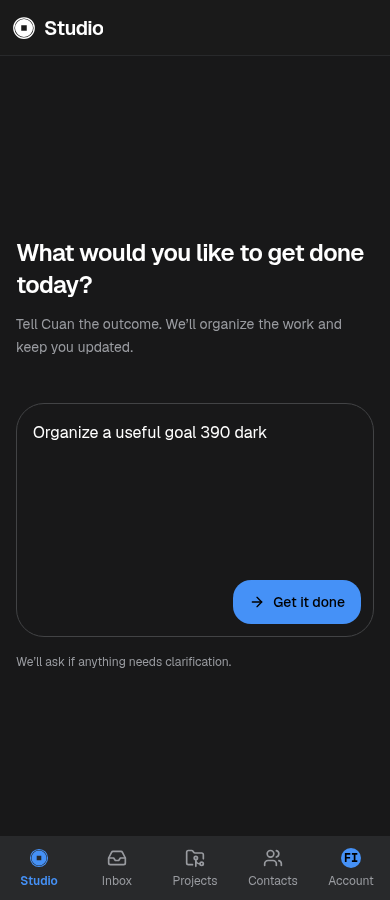 Studio
What would you like to get done
today?
Tell Cuan the outcome. We'll organize the work and
keep you updated.
Organize a useful goal 390 dark
Get it done
We'll ask if anything needs clarification.
Studio
Inbox
Projects
Contacts
FI
Account